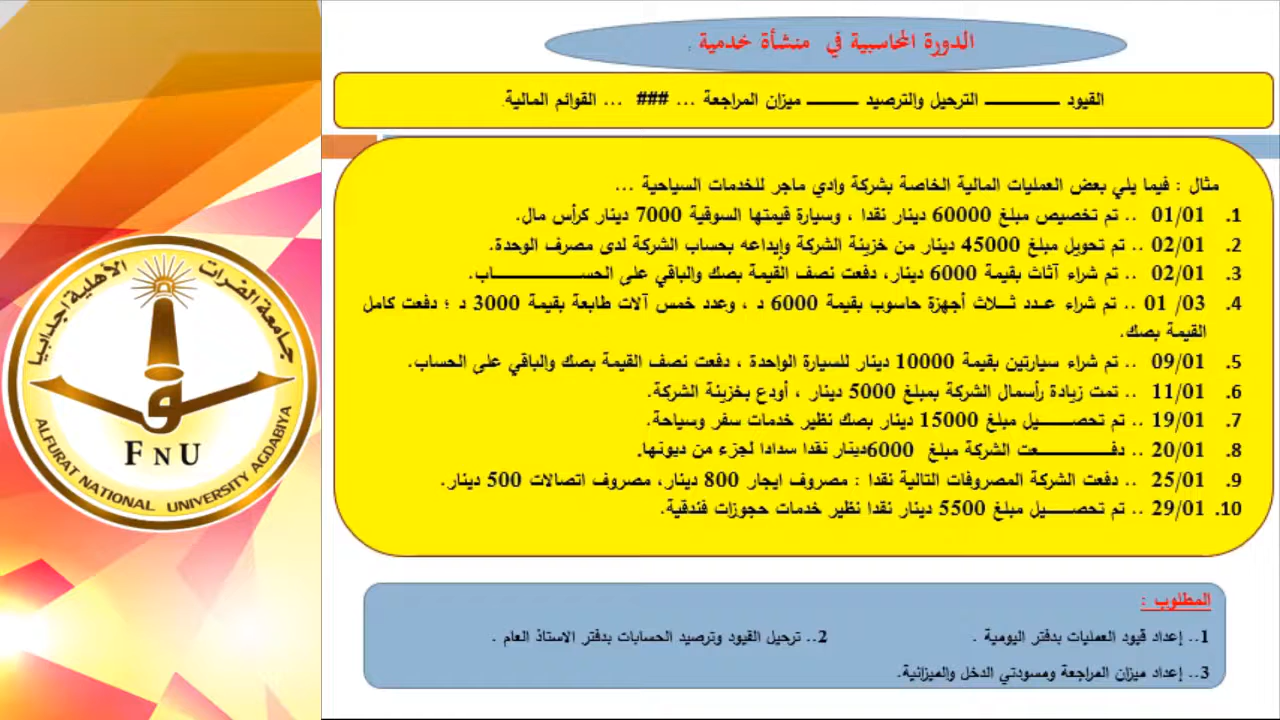 الدورة المحاسبية في منشأة خدمية :
القيود ــــــــــــ الترحيل والترصيد ــــــــــــ ميزان المراجعة ... ### ... القوائم المالية.
مثال : فيما يلي بعض العمليات المالية الخاصة بشركة وادي ماجر للخدمات السياحية ...
1. 01/01 .. تم تخصيص مبلغ 60000 دينار نقدا ، وسيارة قيمتها السوقية 7000 دينار كرأس مال.
2. 02/01 .. تم تحويل مبلغ 45000 دينار من خزينة الشركة وإيداعه بحساب الشركة لدى مصرف الوحدة.
3. 02/01 .. تم شراء آثاث بقيمة 6000 دينار، دفعت نصف القيمة بصك والباقي على الحســــــــاب.
4. 03/ 01 .. تم شراء عـدد ثـــلاث أجهزة حاسوب بقيمة 6000 د ، وعدد خمس آلات طابعة بقيمة 3000 د ؛ دفعت كامل
القيمة بصك.
5. 09/01 .. تم شراء سيارتين بقيمة 10000 دينار للسيارة الواحدة ، دفعت نصف القيمة بصك والباقي على الحساب.
6. 11/01 .. تمت زيادة رأسمال الشركة بمبلغ 5000 دينار ، أودع بخزينة الشركة.
7. 19/01 .. تم تحصـــــيل مبلغ 15000 دينار بصك نظير خدمات سفر وسياحة.
8. 20/01 .. دفــــــــــعت الشركة مبلغ 6000دينار نقدا سدادا لجزء من ديونها.
9. 25/01 .. دفعت الشركة المصروفات التالية نقدا : مصروف ايجار 800 دينار، مصروف اتصالات 500 دينار.
10. 29/01 .. تم تحصـــــيل مبلغ 5500 دينار نقدا نظير خدمات حجوزات فندقية.
المطلوب :
1.. إعداد قيود العمليات بدفتر اليومية . 2.. ترحيل القيود وترصيد الحسابات بدفتر الاستاذ العام .
3.. إعداد ميزان المراجعة ومسودتي الدخل والميزانية.
جامعة الفرات الأهلية/أجدابيا
FNU
ALFURAT NATIONAL UNIVERSITY AGDABIYA